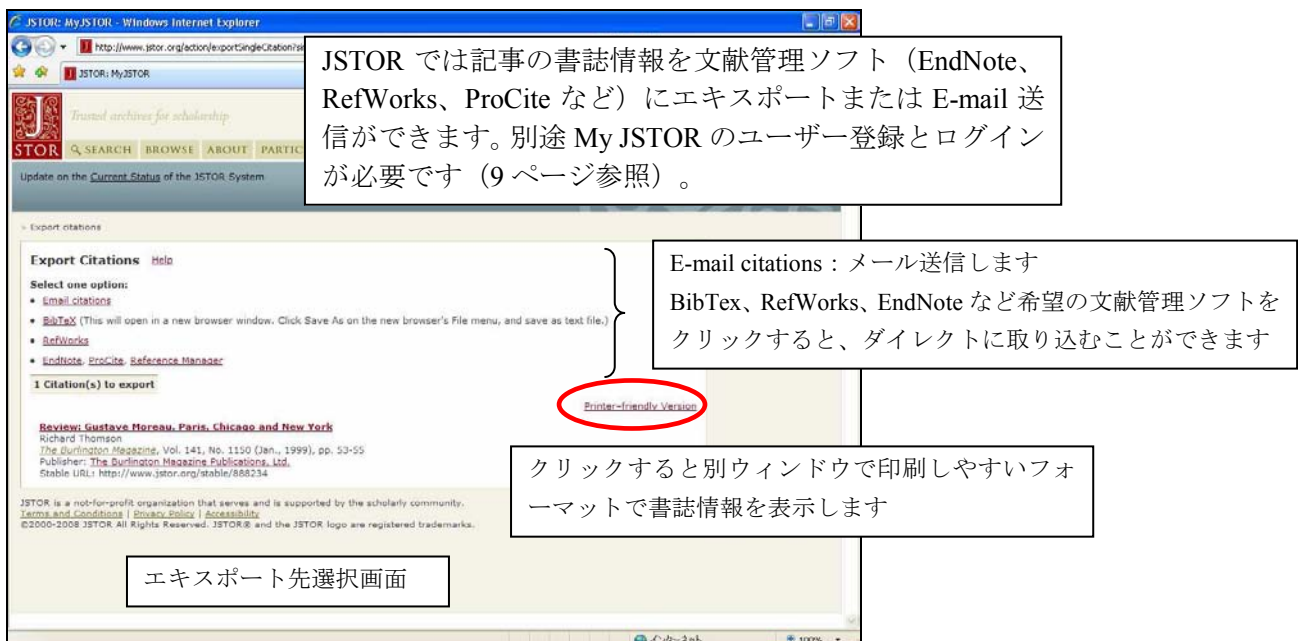 JSTOR: MyJSTOR - Windows Internet Explorer
http://www.jstor.org/action/exportSingleCitation?si
JSTOR: MyJSTOR
JSTOR では記事の書誌情報を文献管理ソフト（EndNote、
RefWorks、ProCite など）にエキスポートまたは E-mail 送
信ができます。別途 My JSTOR のユーザー登録とログイン
が必要です（9 ページ参照）。
Trusted archives for scholarship
JSTOR
SEARCH BROWSE ABOUT PARTIC
Update on the Current Status of the JSTOR System
> Export citations
Export Citations Help
Select one option:
• Email citations
• BibTeX (This will open in a new browser window. Click Save As on the new browser's File menu, and save as text file.)
• RefWorks
• EndNote, ProCite, Reference Manager
E-mail citations：メール送信します
BibTex、RefWorks、EndNote など希望の文献管理ソフトを
クリックすると、ダイレクトに取り込むことができます
1 Citation(s) to export
Printer-friendly Version
Review: Gustave Moreau. Paris, Chicago and New York
Richard Thomson
The Burlington Magazine, Vol. 141, No. 1150 (Jan., 1999), pp. 53-55
Publisher: The Burlington Magazine Publications, Ltd.
Stable URL: http://www.jstor.org/stable/888234
クリックすると別ウィンドウで印刷しやすいフォ
ーマットで書誌情報を表示します
JSTOR is a not-for-profit organization that serves and is supported by the scholarly community.
Terms and Conditions | Privacy Policy | Accessibility
©2000-2008 JSTOR All Rights Reserved. JSTOR® and the JSTOR logo are registered trademarks.
エキスポート先選択画面
インターネット
100%